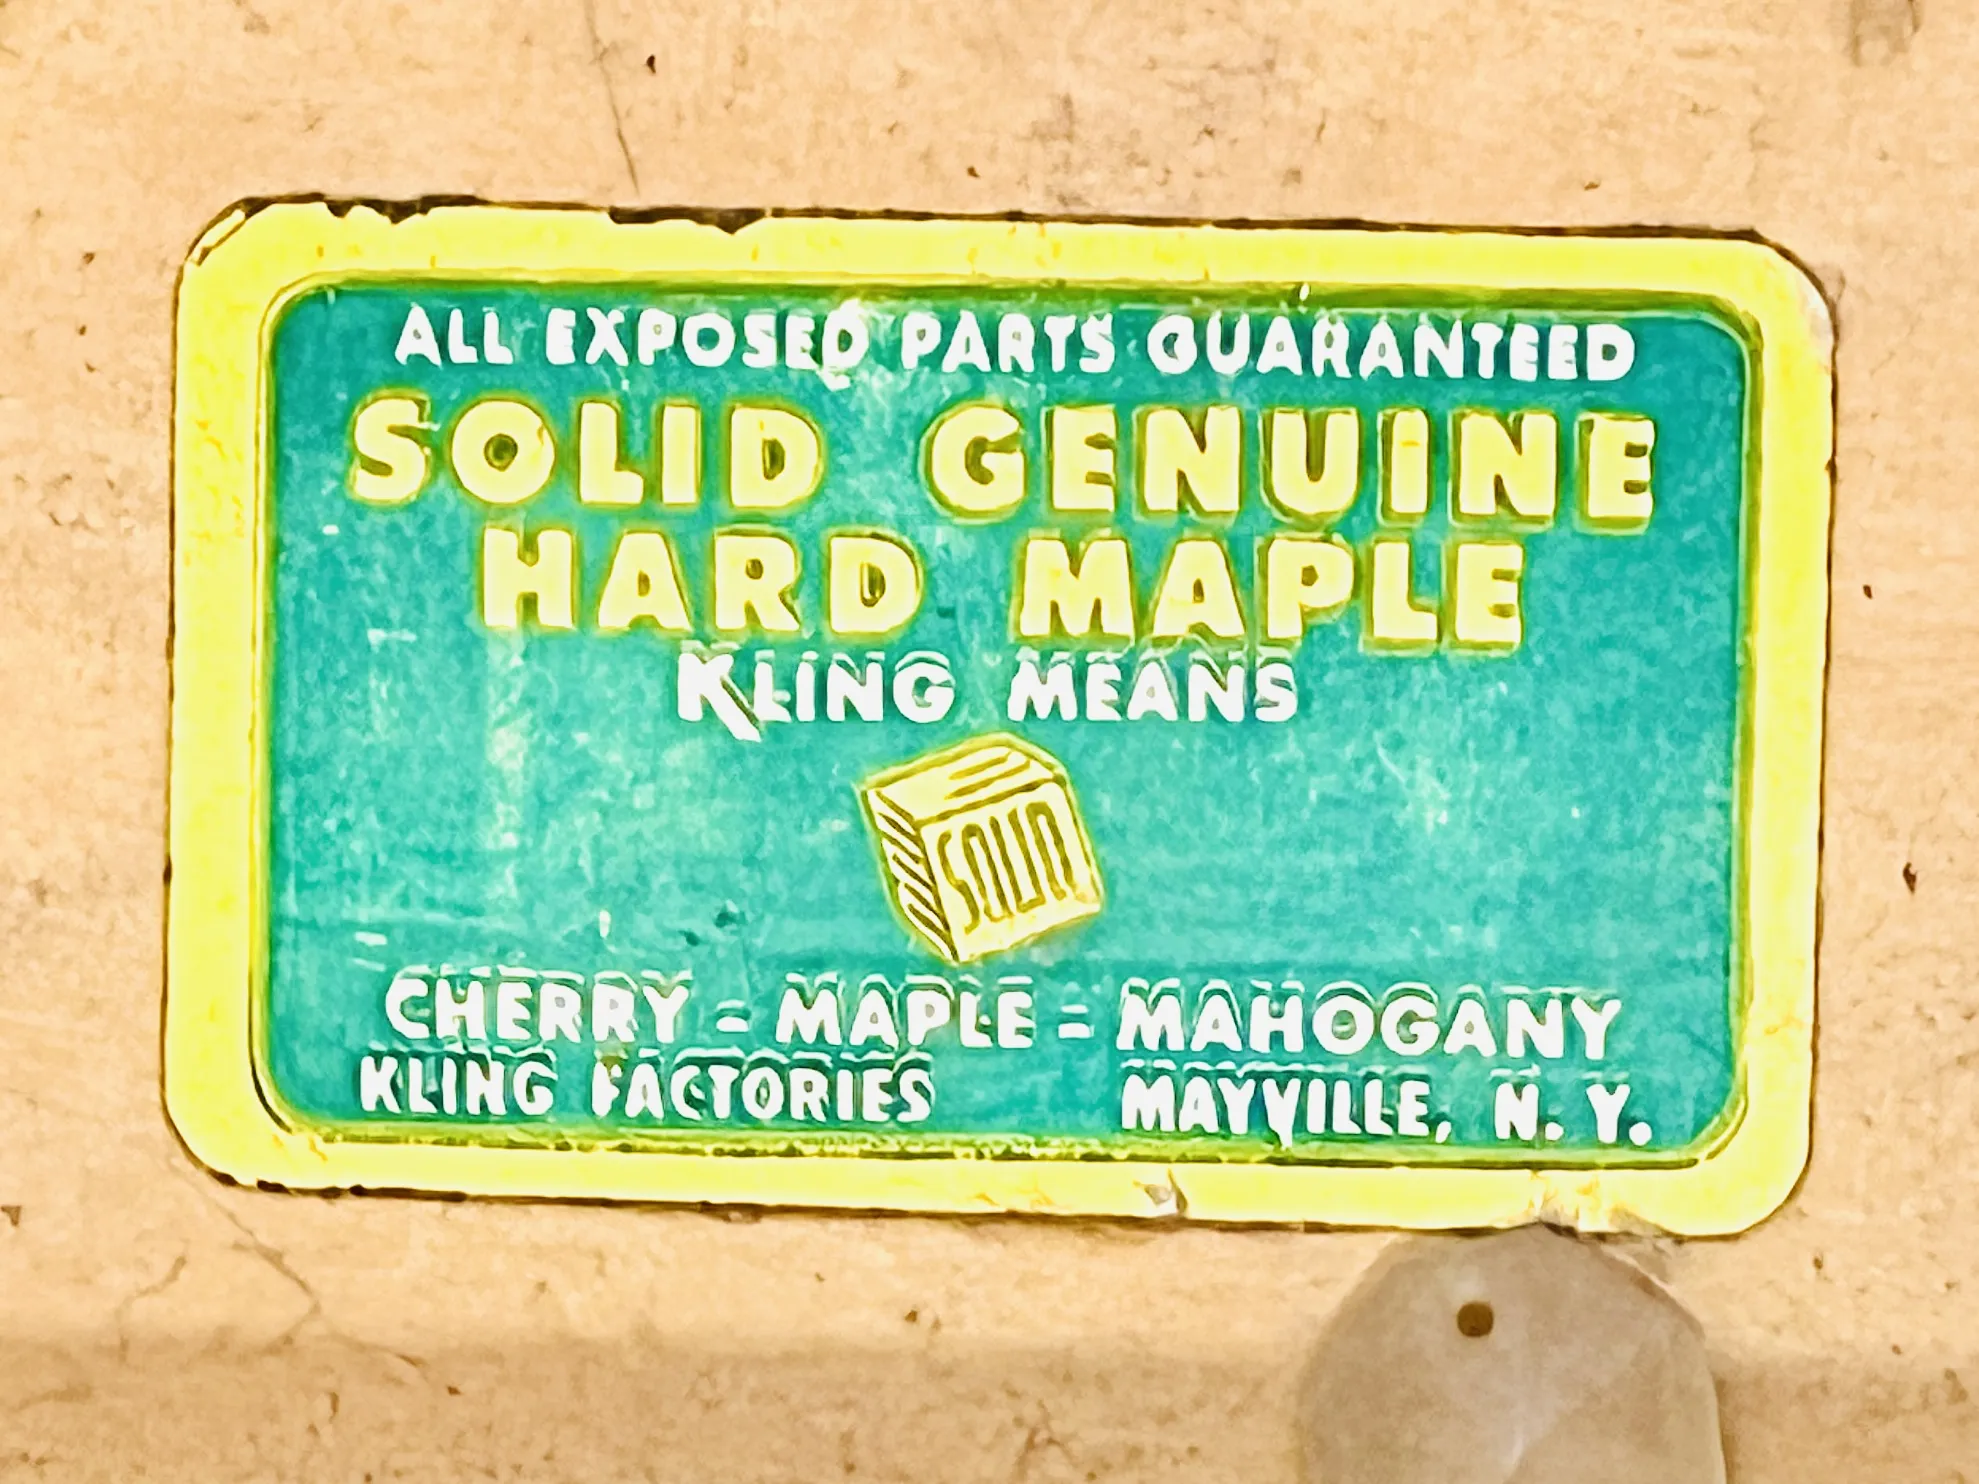 ALL EXPOSED PARTS GUARANTEED
SOLID GENUINE
HARD MAPLE
KLING MEANS
SOLID
CHERRY = MAPLE = MAHOGANY
KLING FACTORIES MAYVILLE, N. Y.